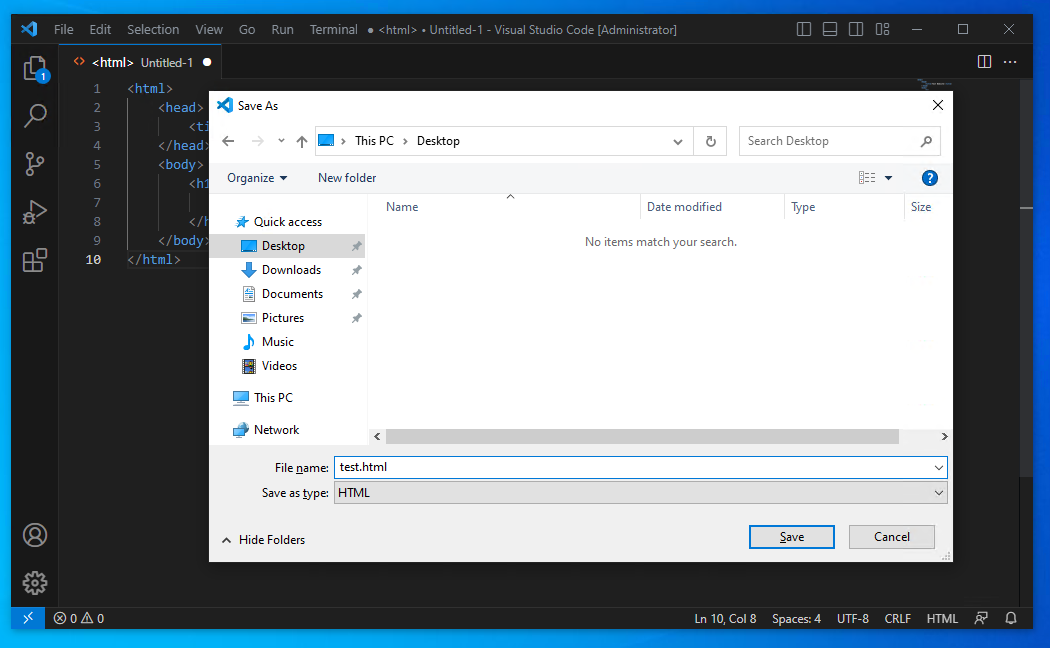 File Edit Selection View Go Run Terminal ● <html> • Untitled-1 - Visual Studio Code [Administrator]
1
<html> Untitled-1 ●
1 <html>
2 <head>
3 <ti
4 </head>
5 <body>
6 <h1
7
8 </h
9 </body>
10 </html>
Save As
This PC > Desktop
Search Desktop
Organize New folder
?
Name Date modified Type Size
No items match your search.
Quick access
Desktop
Downloads
Documents
Pictures
Music
Videos
This PC
Network
File name: test.html
Save as type: HTML
Hide Folders
Save Cancel
0 0 Ln 10, Col 8 Spaces: 4 UTF-8 CRLF HTML